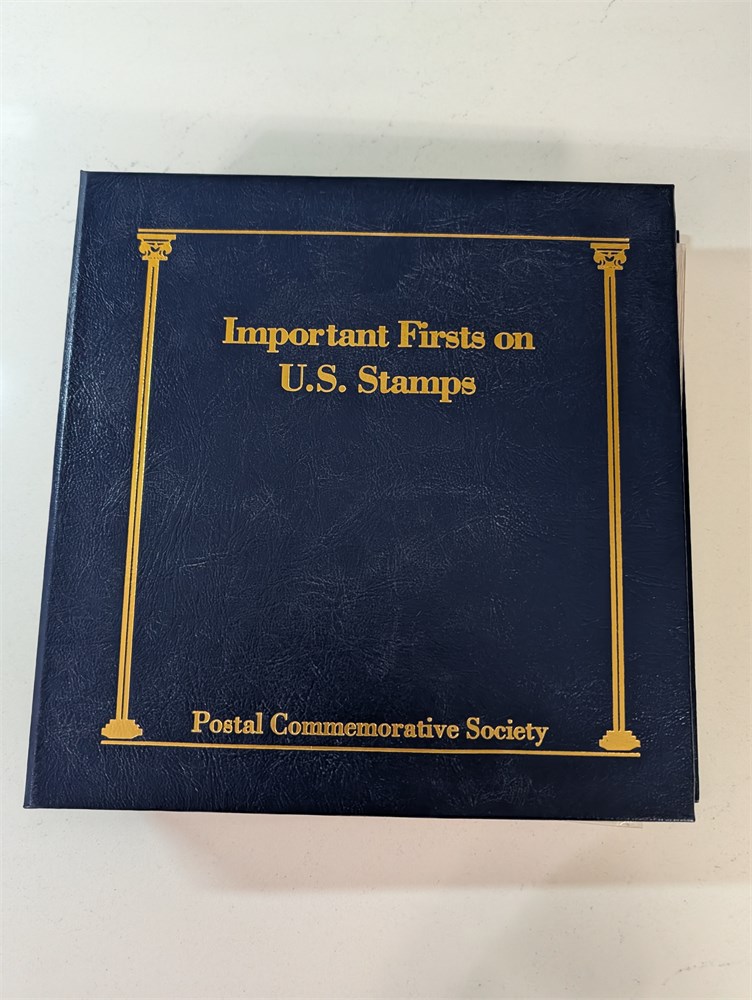 Important Firsts on
U.S. Stamps
Postal Commemorative Society